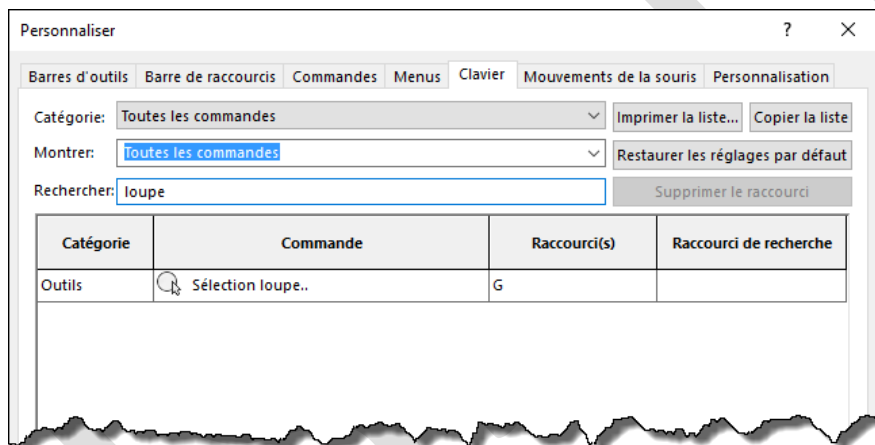 Personnaliser ?
Barres d'outils Barre de raccourcis Commandes Menus Clavier Mouvements de la souris Personnalisation
Catégorie: Toutes les commandes Imprimer la liste... Copier la liste
Montrer: Toutes les commandes Restaurer les réglages par défaut
Rechercher: loupe Supprimer le raccourci
Catégorie Commande Raccourci(s) Raccourci de recherche
Outils Sélection loupe.. G